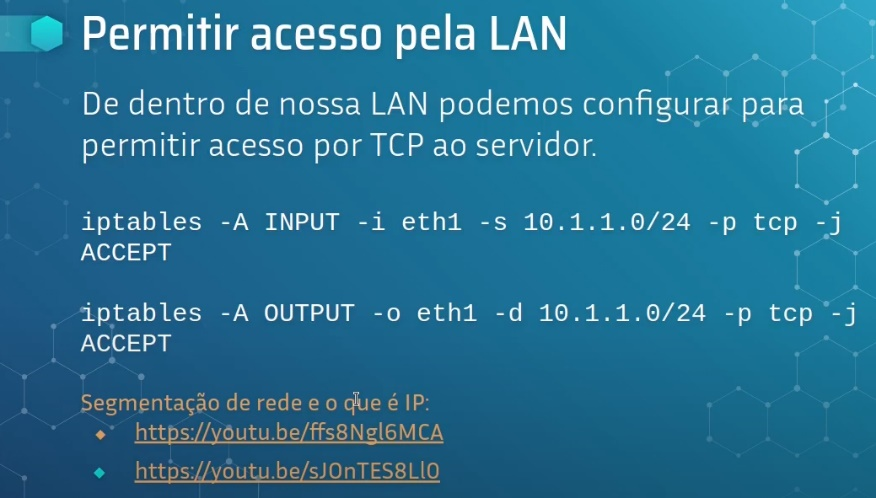 Permitir acesso pela LAN
De dentro de nossa LAN podemos configurar para
permitir acesso por TCP ao servidor.
iptables -A INPUT -i eth1 -s 10.1.1.0/24 -p tcp -j
ACCEPT
iptables -A OUTPUT -o eth1 -d 10.1.1.0/24 -p tcp -j
ACCEPT
Segmentação de rede e o que é IP:
https://youtu.be/ffs8Ngl6MCA
https://youtu.be/sJOnTES8Ll0